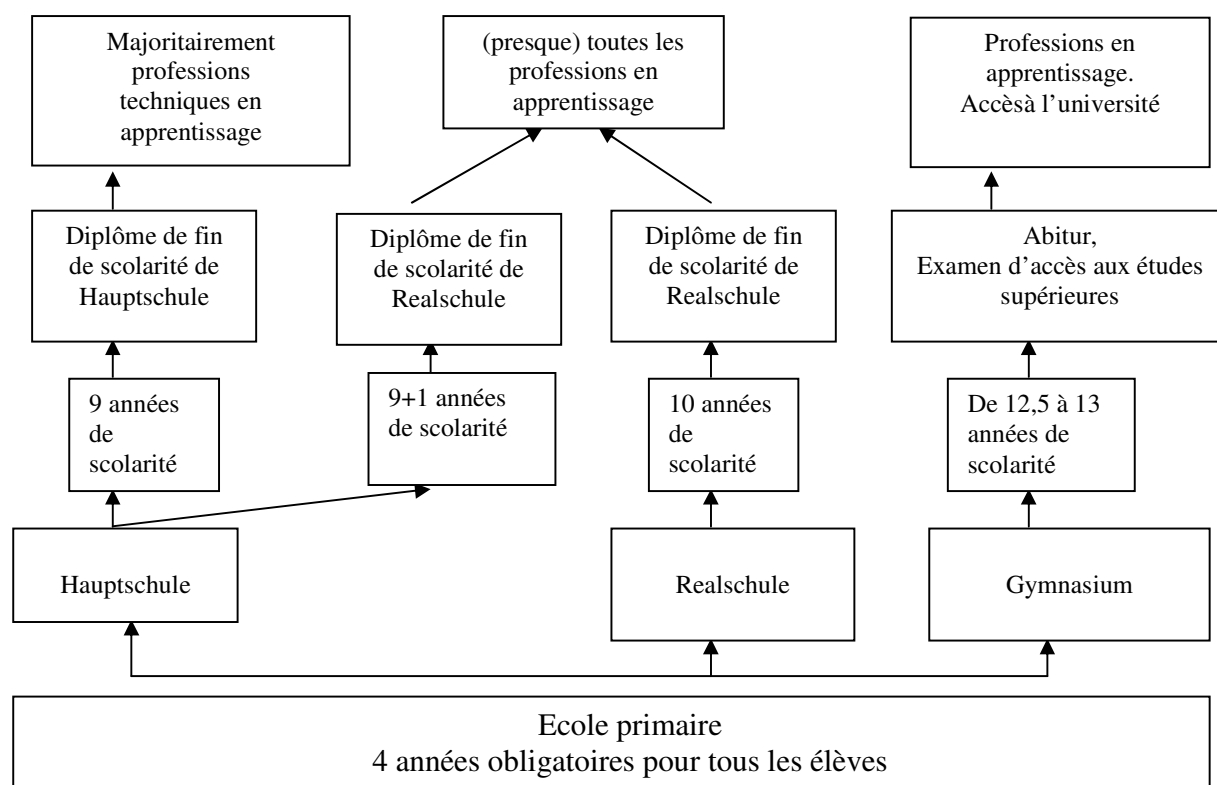 Majoritairement
professions
techniques en
apprentissage
(presque) toutes les
professions en
apprentissage
Professions en
apprentissage.
Accèsà l'université
Diplôme de fin
de scolarité de
Hauptschule
Diplôme de fin
de scolarité de
Realschule
Diplôme de fin
de scolarité de
Realschule
Abitur,
Examen d'accès aux études
supérieures
9 années
de
scolarité
9+1 années
de scolarité
10 années
de
scolarité
De 12,5 à 13
années de
scolarité
Hauptschule
Realschule
Gymnasium
Ecole primaire
4 années obligatoires pour tous les élèves